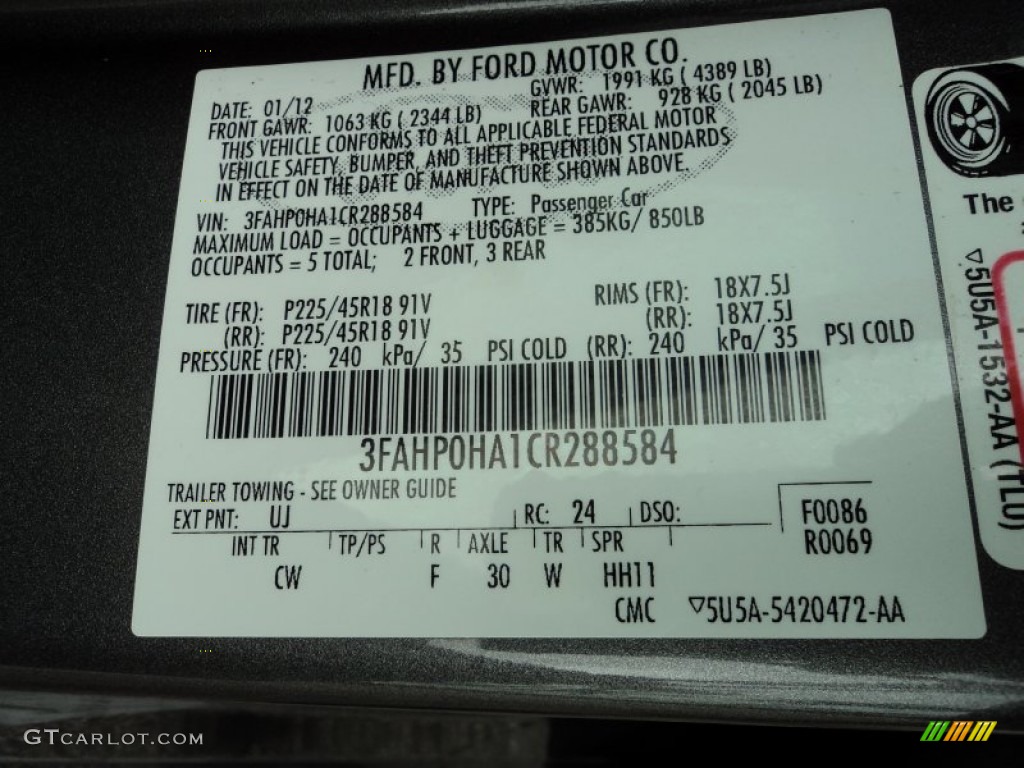 MFD. BY FORD MOTOR CO.
DATE: 01/12 GVWR: 1991 KG ( 4389 LB)
FRONT GAWR: 1063 KG ( 2344 LB) REAR GAWR: 928 KG ( 2045 LB)
THIS VEHICLE CONFORMS TO ALL APPLICABLE FEDERAL MOTOR
VEHICLE SAFETY, BUMPER, AND THEFT PREVENTION STANDARDS
IN EFFECT ON THE DATE OF MANUFACTURE SHOWN ABOVE.
VIN: 3FAHP0HA1CR288584 TYPE: Passenger Car
MAXIMUM LOAD = OCCUPANTS + LUGGAGE = 385KG/ 850LB
OCCUPANTS = 5 TOTAL; 2 FRONT, 3 REAR
TIRE (FR): P225/45R18 91V RIMS (FR): 18X7.5J
(RR): P225/45R18 91V (RR): 18X7.5J
PRESSURE (FR): 240 kPa/ 35 PSI COLD (RR): 240 kPa/ 35 PSI COLD
3FAHP0HA1CR288584
TRAILER TOWING - SEE OWNER GUIDE
EXT PNT: UJ RC: 24 DSO: F0086
INT TR TP/PS R AXLE TR SPR R0069
CW F 30 W HH11
CMC ▽5U5A-5420472-AA
The
▽5U5A-1532-AA (TLU)
GTCARLOT.COM